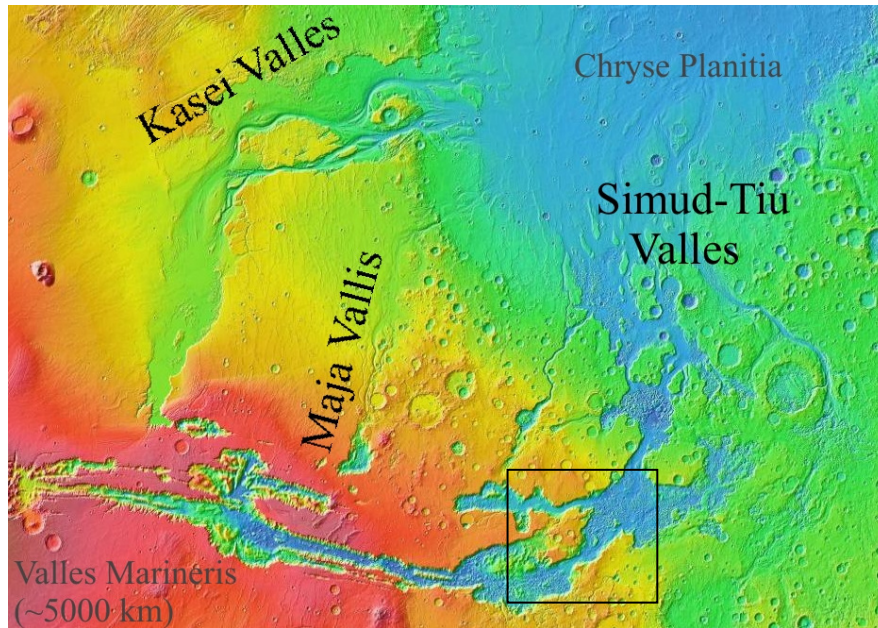 Kasei Valles
Chryse Planitia
Simud-Tiu
Valles
Maja Vallis
Valles Marineris
(~5000 km)